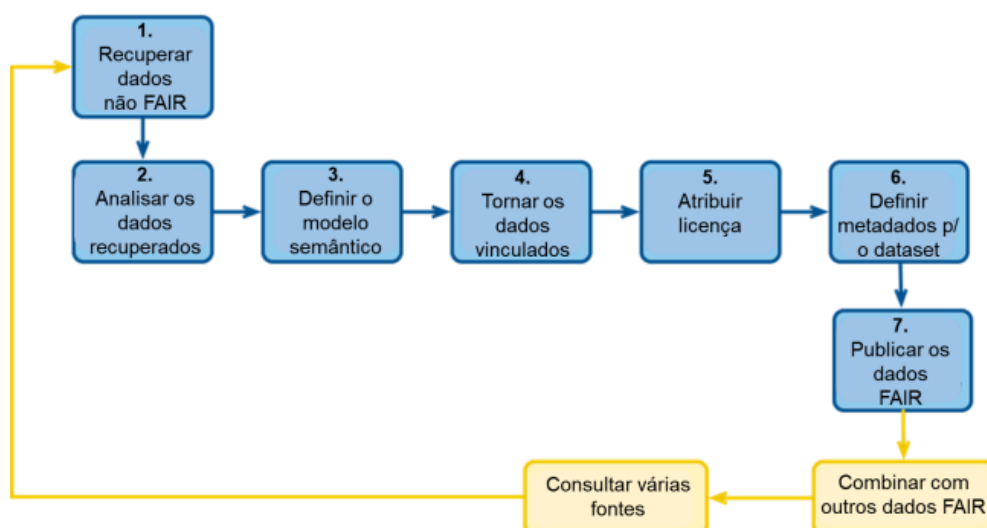 1.
Recuperar
dados
não FAIR
2.
Analisar os
dados
recuperados
3.
Definir o
modelo
semântico
4.
Tornar os
dados
vinculados
5.
Atribuir
licença
6.
Definir
metadados p/
o dataset
7.
Publicar os
dados
FAIR
Combinar com
outros dados FAIR
Consultar várias
fontes